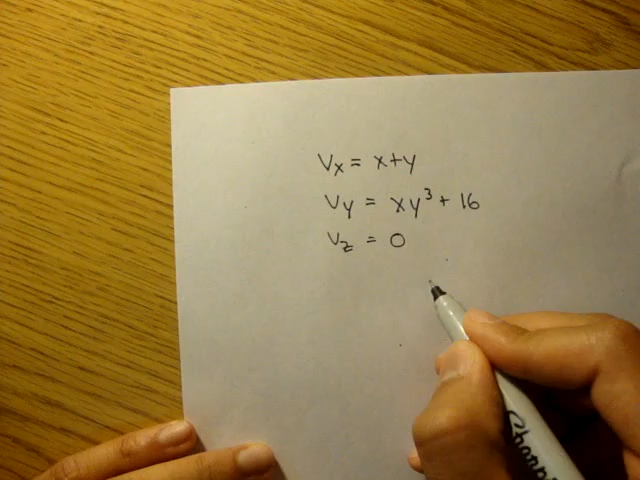 Vx = x+y
Vy = xy³ + 16
Vz = 0